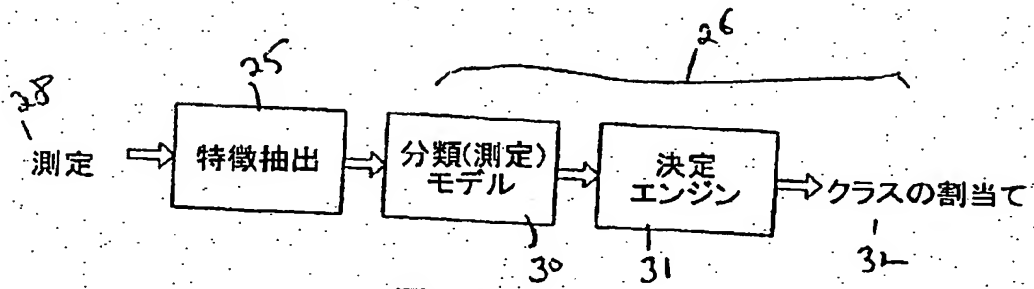 26
25
28
測定
特徴抽出
分類(測定)
モデル
決定
エンジン
クラスの割当て
30
31
32